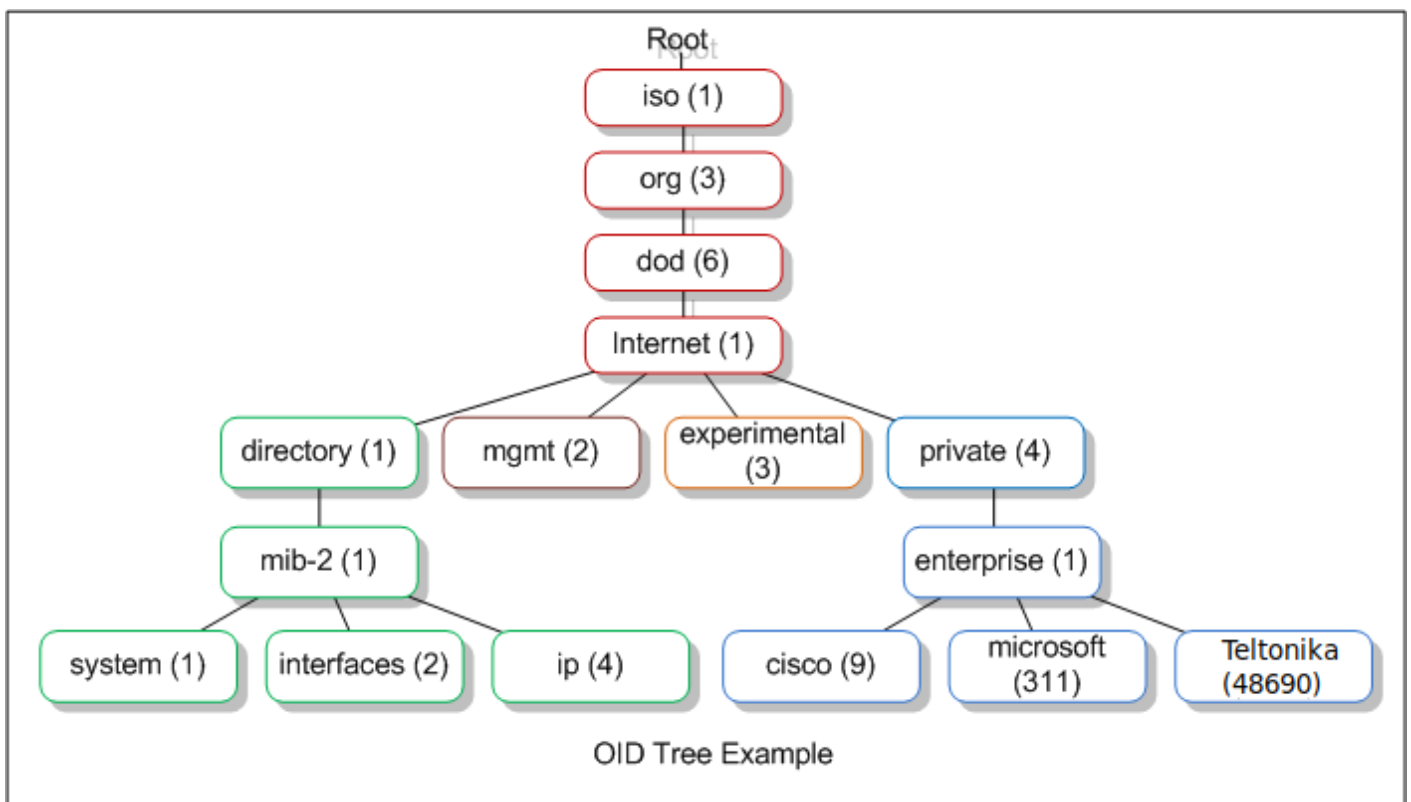 Root
iso (1)
org (3)
dod (6)
Internet (1)
directory (1)
mgmt (2)
experimental
(3)
private (4)
mib-2 (1)
enterprise (1)
system (1)
interfaces (2)
ip (4)
cisco (9)
microsoft
(311)
Teltonika
(48690)
OID Tree Example